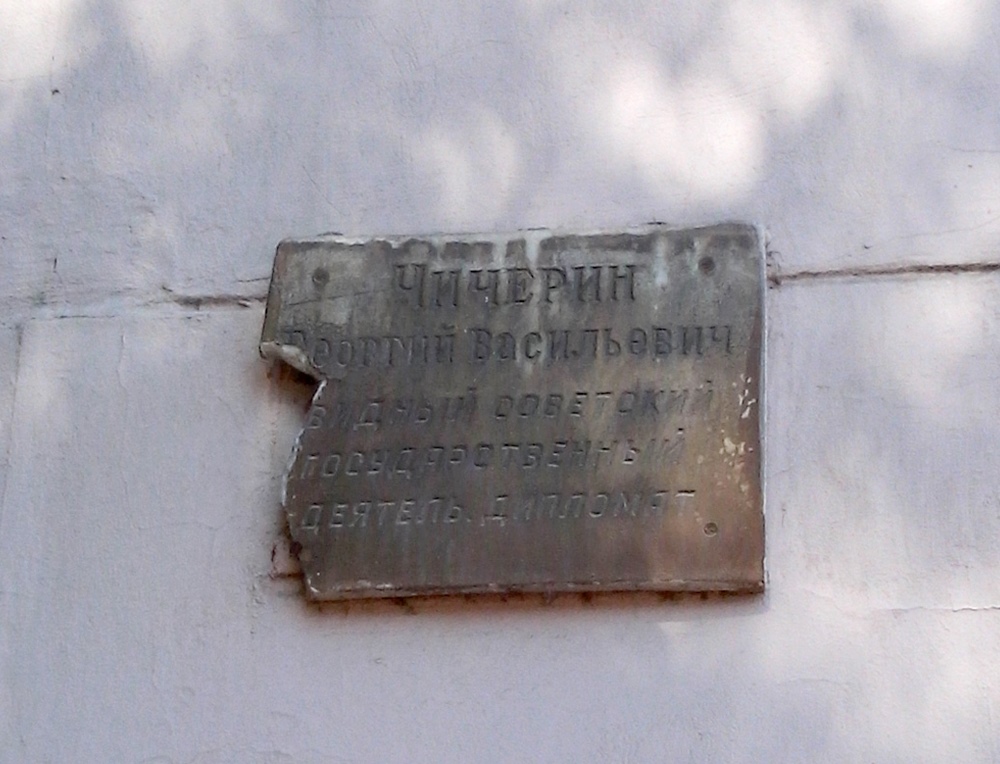 ЧИЧЕРИН
Георгий Васильевич
ВИДНЫЙ СОВЕТСКИЙ
ГОСУДАРСТВЕННЫЙ
ДЕЯТЕЛЬ. ДИПЛОМАТ